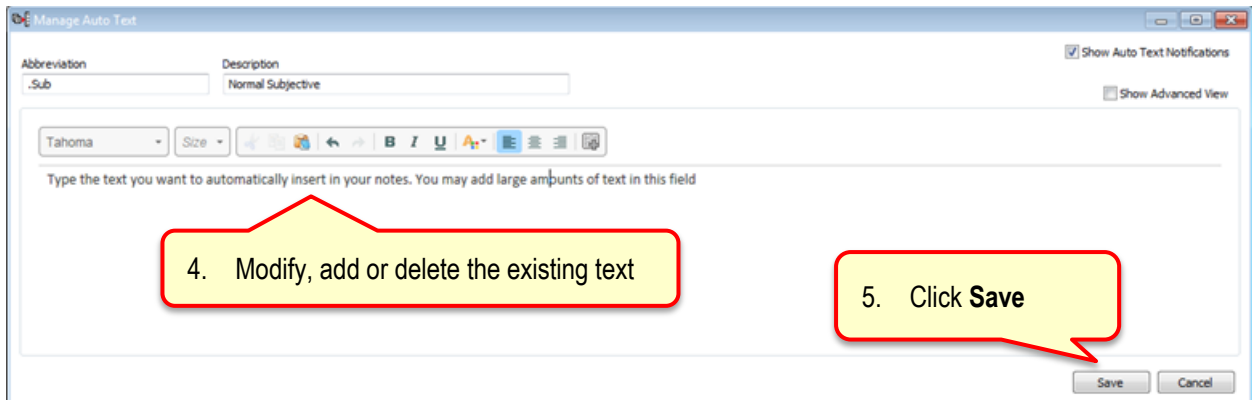 Manage Auto Text
Show Auto Text Notifications
Abbreviation Description
.Sub Normal Subjective
Show Advanced View
Tahoma Size B I U A
Type the text you want to automatically insert in your notes. You may add large amounts of text in this field
4. Modify, add or delete the existing text
5. Click Save
Save Cancel